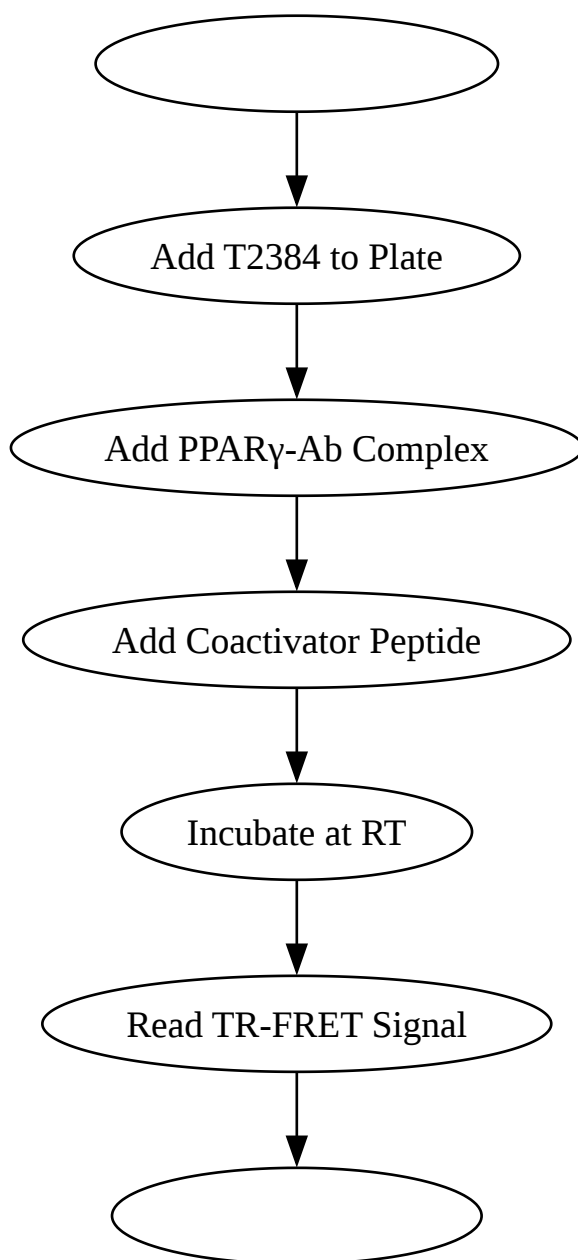 Add T2384 to Plate
Add PPARγ-Ab Complex
Add Coactivator Peptide
Incubate at RT
Read TR-FRET Signal